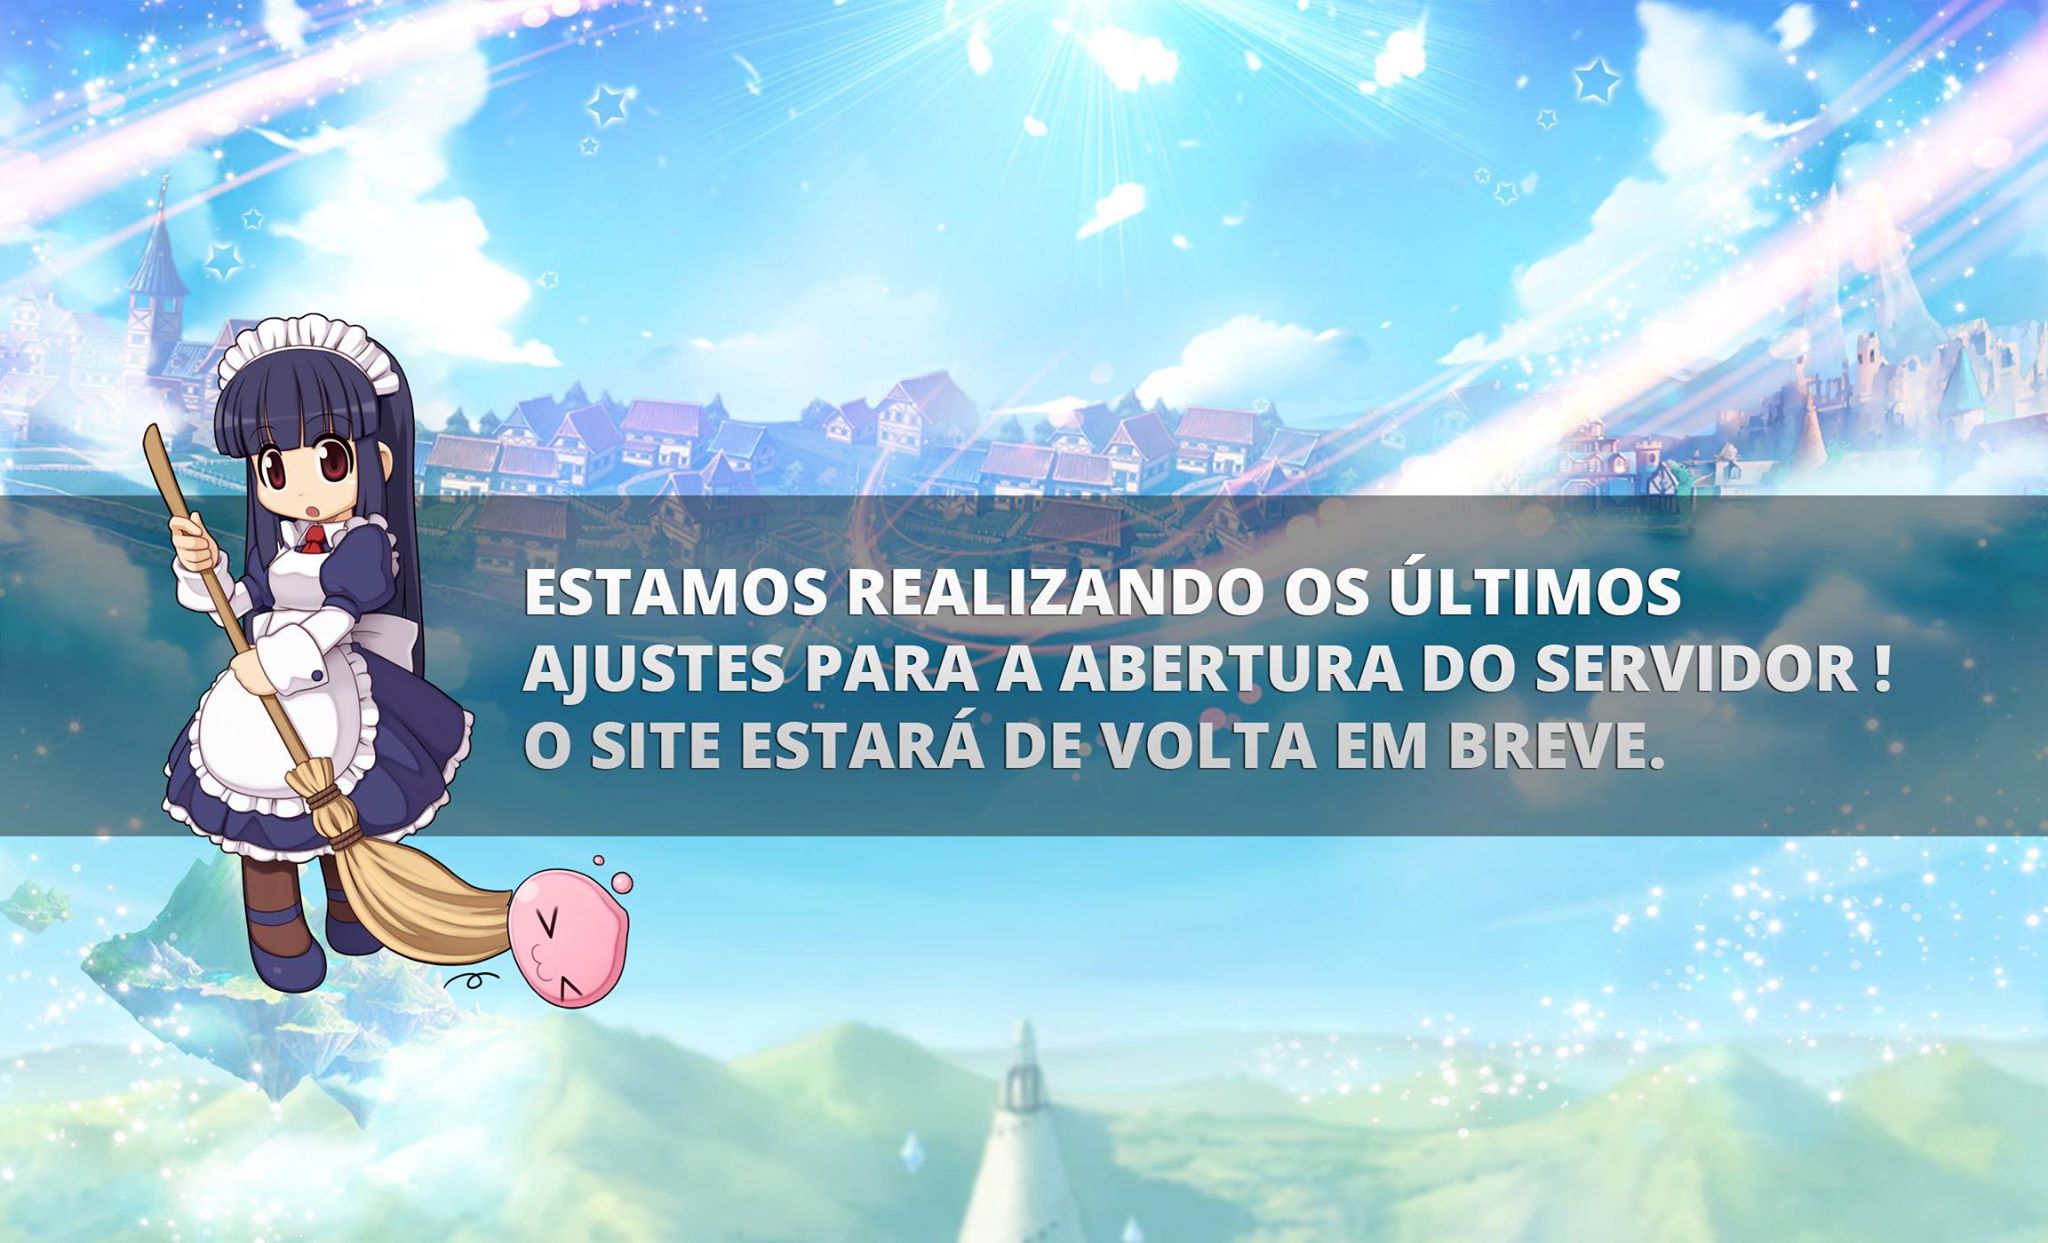 ESTAMOS REALIZANDO OS ÚLTIMOS
AJUSTES PARA A ABERTURA DO SERVIDOR !
O SITE ESTARÁ DE VOLTA EM BREVE.